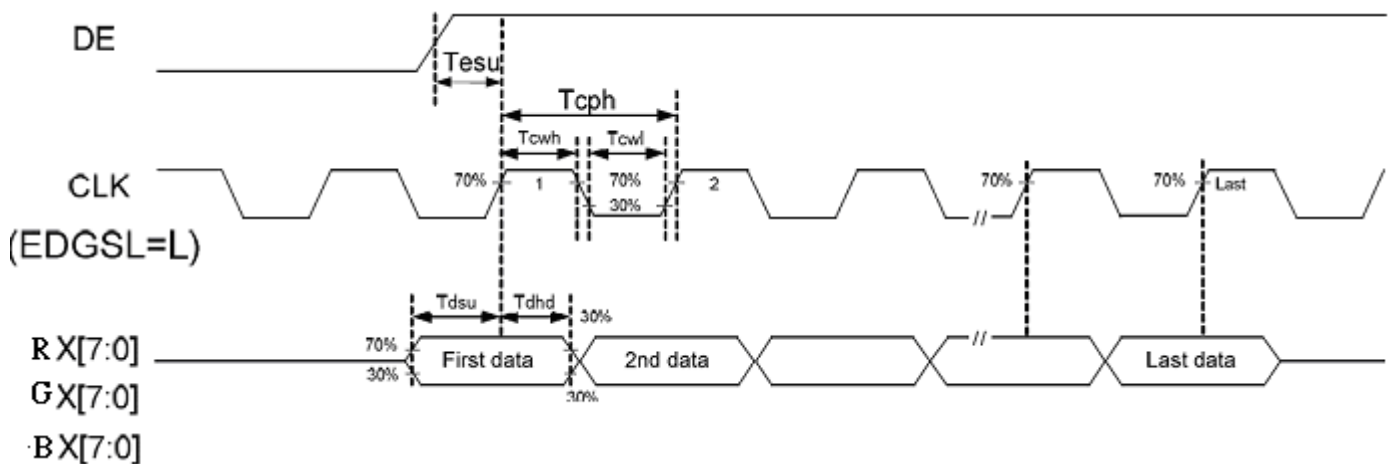 DE
Tesu
Tcph
Tcwh
Tcwl
CLK
70%
1
70%
30%
2
70%
70%
Last
//
(EDGSL=L)
Tdsu
Tdhd
30%
R X[7:0]
70%
30%
First data
2nd data
//
Last data
30%
G X[7:0]
B X[7:0]